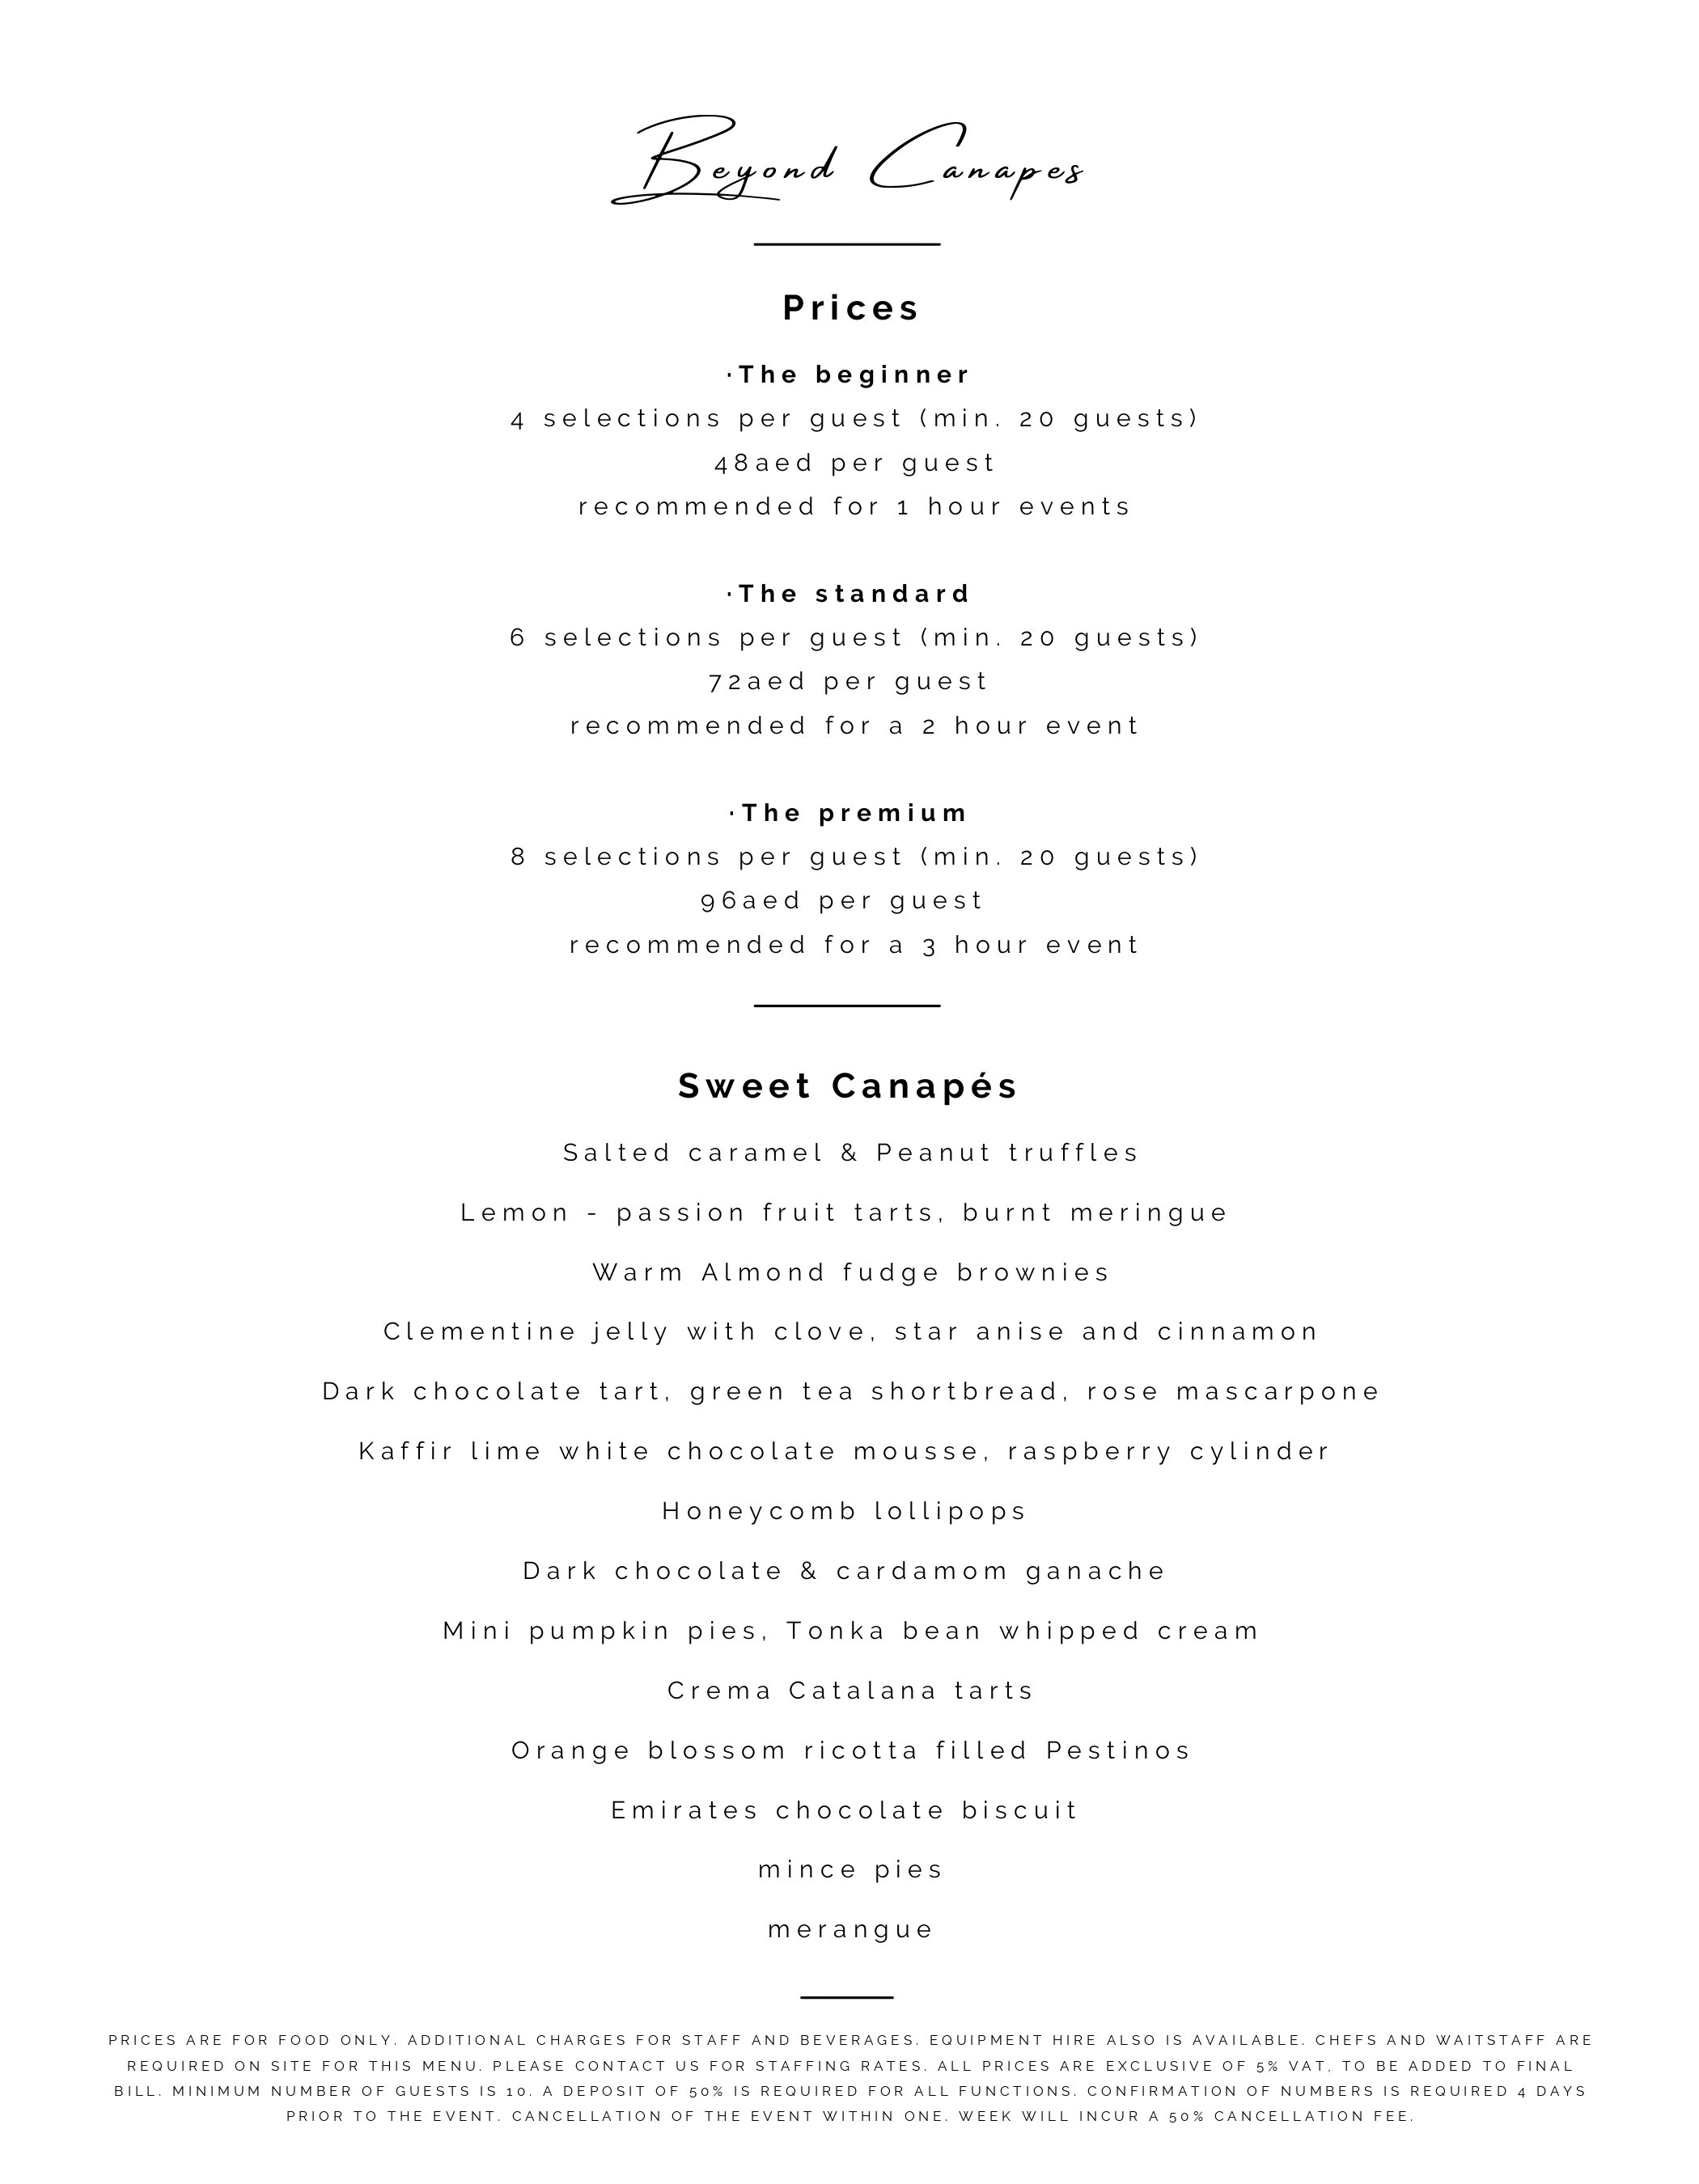 Beyond Canapes
Prices
·The beginner
4 selections per guest (min. 20 guests)
48aed per guest
recommended for 1 hour events
·The standard
6 selections per guest (min. 20 guests)
72aed per guest
recommended for a 2 hour event
·The premium
8 selections per guest (min. 20 guests)
96aed per guest
recommended for a 3 hour event
Sweet Canapés
Salted caramel & Peanut truffles
Lemon - passion fruit tarts, burnt meringue
Warm Almond fudge brownies
Clementine jelly with clove, star anise and cinnamon
Dark chocolate tart, green tea shortbread, rose mascarpone
Kaffir lime white chocolate mousse, raspberry cylinder
Honeycomb lollipops
Dark chocolate & cardamom ganache
Mini pumpkin pies, Tonka bean whipped cream
Crema Catalana tarts
Orange blossom ricotta filled Pestinos
Emirates chocolate biscuit
mince pies
merangue
PRICES ARE FOR FOOD ONLY. ADDITIONAL CHARGES FOR STAFF AND BEVERAGES. EQUIPMENT HIRE ALSO IS AVAILABLE. CHEFS AND WAITSTAFF ARE
REQUIRED ON SITE FOR THIS MENU. PLEASE CONTACT US FOR STAFFING RATES. ALL PRICES ARE EXCLUSIVE OF 5% VAT, TO BE ADDED TO FINAL
BILL. MINIMUM NUMBER OF GUESTS IS 10. A DEPOSIT OF 50% IS REQUIRED FOR ALL FUNCTIONS. CONFIRMATION OF NUMBERS IS REQUIRED 4 DAYS
PRIOR TO THE EVENT. CANCELLATION OF THE EVENT WITHIN ONE. WEEK WILL INCUR A 50% CANCELLATION FEE.